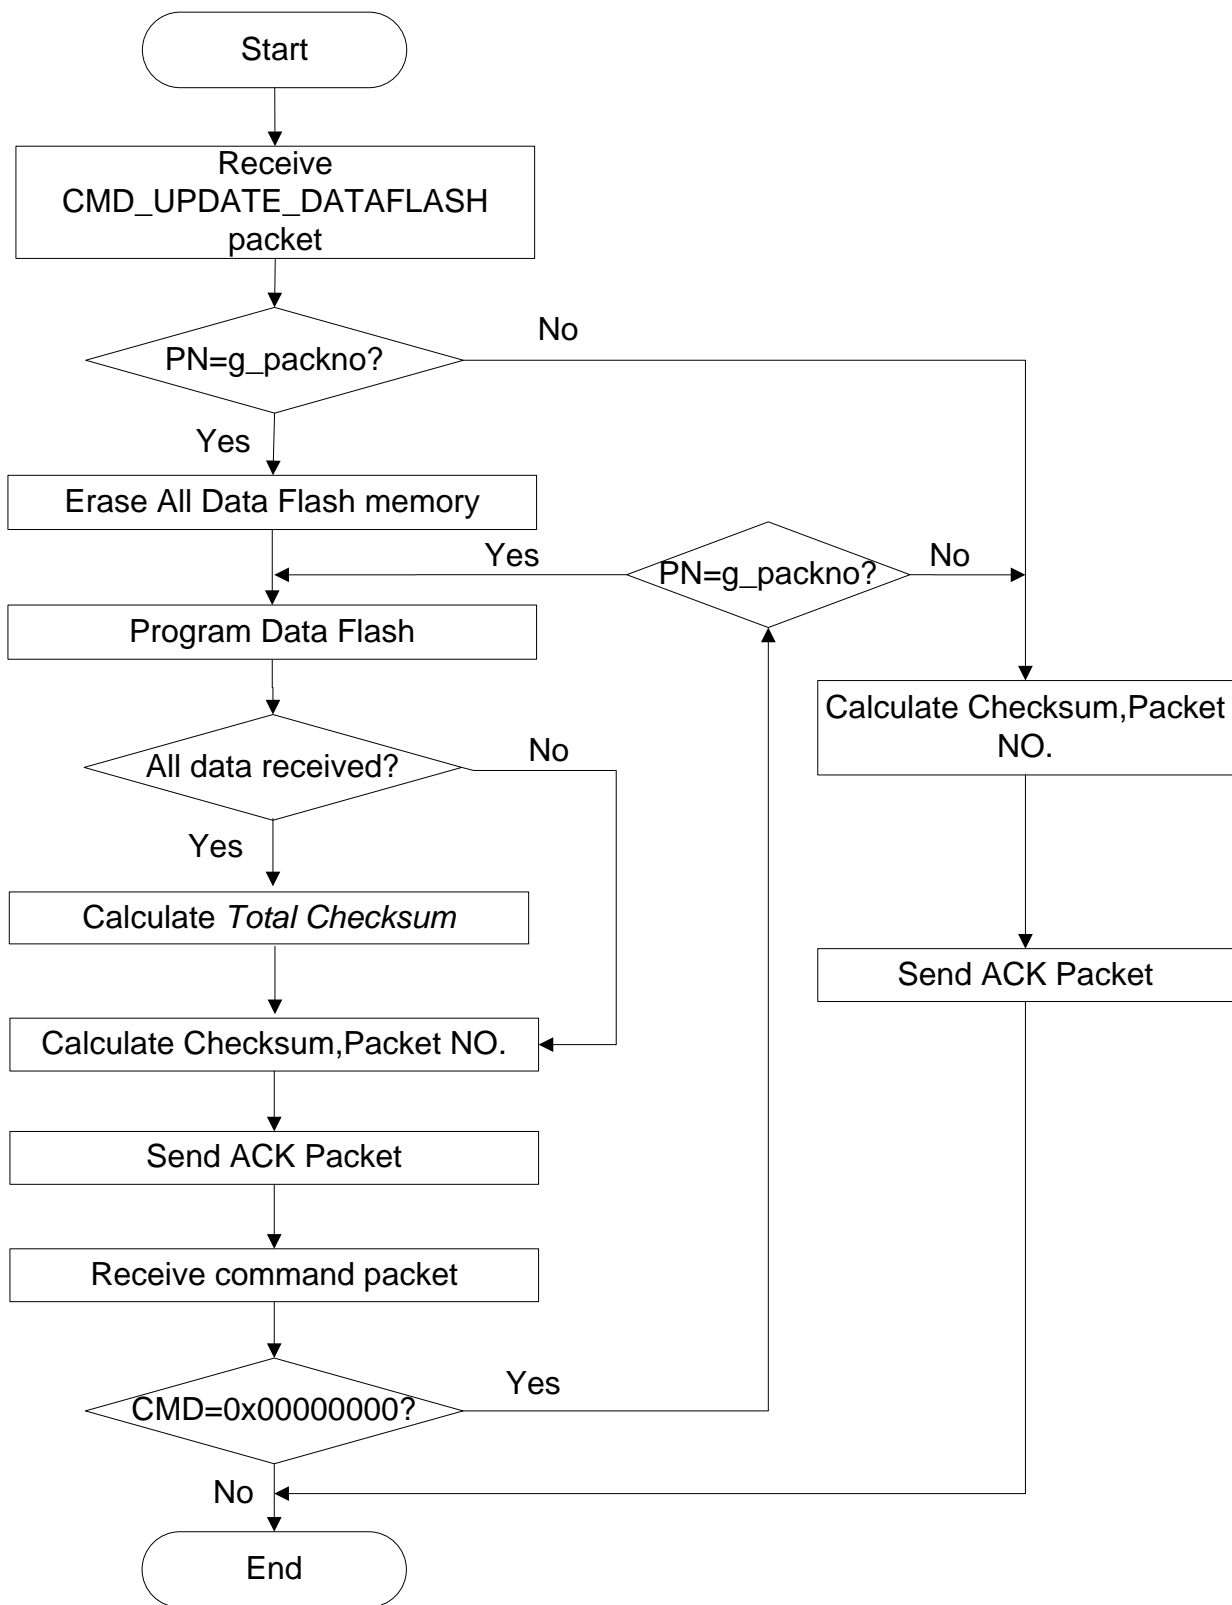 Start
Receive
CMD_UPDATE_DATAFLASH
packet
No
PN=g_packno?
Yes
Erase All Data Flash memory
Yes
PN=g_packno?
No
Program Data Flash
Calculate Checksum,Packet
NO.
All data received?
No
Yes
Calculate Total Checksum
Send ACK Packet
Calculate Checksum,Packet NO.
Send ACK Packet
Receive command packet
CMD=0x00000000?
Yes
No
End